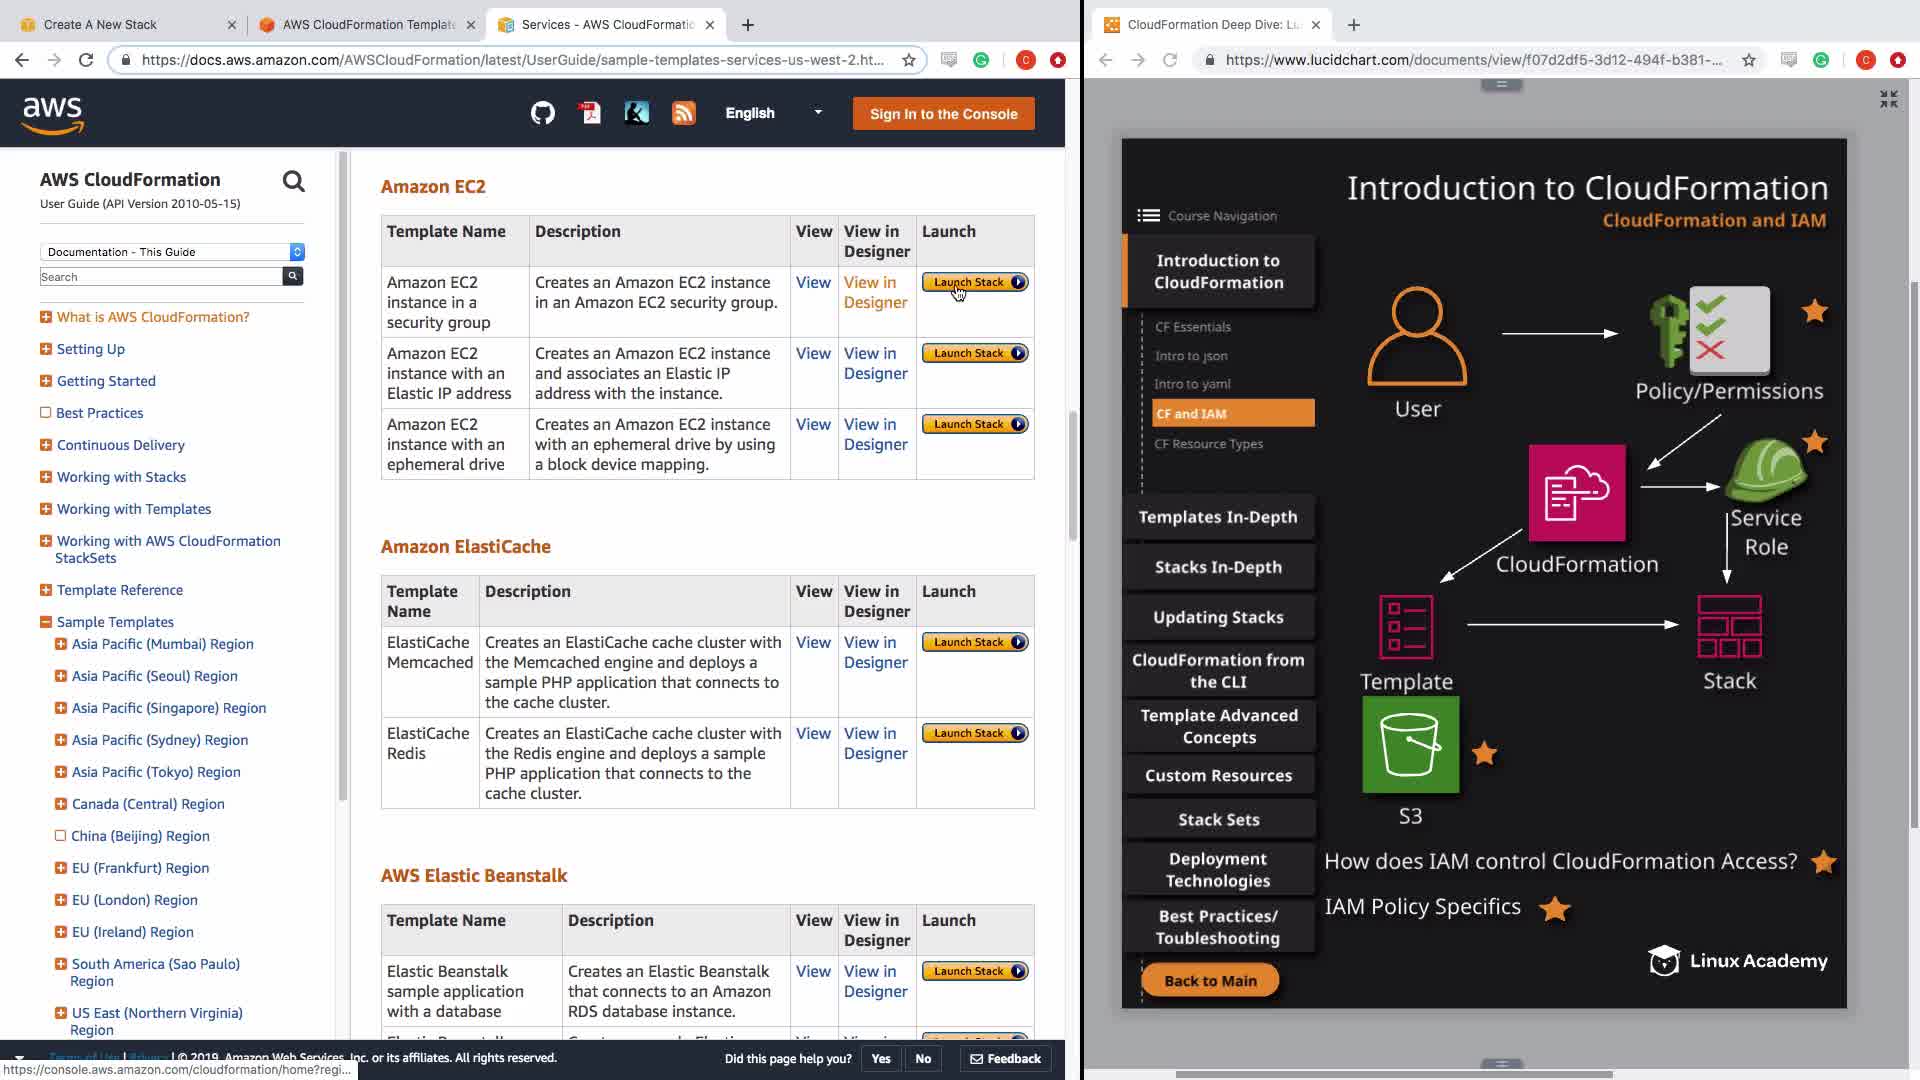 Create A New Stack
AWS CloudFormation Template
Services - AWS CloudFormatio
https://docs.aws.amazon.com/AWSCloudFormation/latest/UserGuide/sample-templates-services-us-west-2.ht...
C
aws
English
Sign In to the Console
AWS CloudFormation
User Guide (API Version 2010-05-15)
Documentation - This Guide
Search
What is AWS CloudFormation?
Setting Up
Getting Started
Best Practices
Continuous Delivery
Working with Stacks
Working with Templates
Working with AWS CloudFormation
StackSets
Template Reference
Sample Templates
Asia Pacific (Mumbai) Region
Asia Pacific (Seoul) Region
Asia Pacific (Singapore) Region
Asia Pacific (Sydney) Region
Asia Pacific (Tokyo) Region
Canada (Central) Region
China (Beijing) Region
EU (Frankfurt) Region
EU (London) Region
EU (Ireland) Region
South America (Sao Paulo)
Region
US East (Northern Virginia)
Region
Amazon EC2
Template Name Description View View in Designer Launch
Amazon EC2 instance in a security group Creates an Amazon EC2 instance in an Amazon EC2 security group. View View in Designer Launch Stack
Amazon EC2 instance with an Elastic IP address Creates an Amazon EC2 instance and associates an Elastic IP address with the instance. View View in Designer Launch Stack
Amazon EC2 instance with an ephemeral drive Creates an Amazon EC2 instance with an ephemeral drive by using a block device mapping. View View in Designer Launch Stack
Amazon ElastiCache
Template Name Description View View in Designer Launch
ElastiCache Memcached Creates an ElastiCache cache cluster with the Memcached engine and deploys a sample PHP application that connects to the cache cluster. View View in Designer Launch Stack
ElastiCache Redis Creates an ElastiCache cache cluster with the Redis engine and deploys a sample PHP application that connects to the cache cluster. View View in Designer Launch Stack
AWS Elastic Beanstalk
Template Name Description View View in Designer Launch
Elastic Beanstalk sample application with a database Creates an Elastic Beanstalk that connects to an Amazon RDS database instance. View View in Designer Launch Stack
Terms of Use | Privacy | © 2019, Amazon Web Services, Inc. or its affiliates. All rights reserved.
Did this page help you? Yes No Feedback
https://console.aws.amazon.com/cloudformation/home?regi...
CloudFormation Deep Dive: Lu
https://www.lucidchart.com/documents/view/f07d2df5-3d12-494f-b381-...
C
Introduction to CloudFormation
CloudFormation and IAM
Course Navigation
Introduction to
CloudFormation
CF Essentials
Intro to json
Intro to yaml
CF and IAM
CF Resource Types
Templates In-Depth
Stacks In-Depth
Updating Stacks
CloudFormation from
the CLI
Template Advanced
Concepts
Custom Resources
Stack Sets
Deployment
Technologies
Best Practices/
Toubleshooting
Back to Main
User
Policy/Permissions
CloudFormation
Service
Role
Template
Stack
S3
How does IAM control CloudFormation Access?
IAM Policy Specifics
Linux Academy